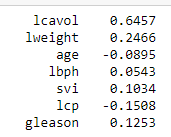 lcavol 0.6457
lweight 0.2466
age -0.0895
lbph 0.0543
svi 0.1034
lcp -0.1508
gleason 0.1253